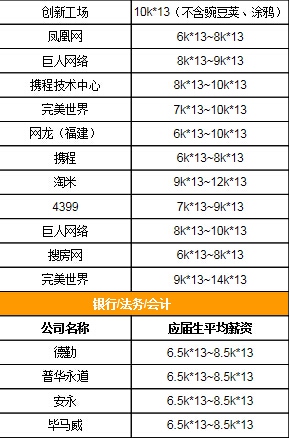 创新工场 10k*13（不含豌豆荚、涂鸦）
凤凰网 6k*13~8k*13
巨人网络 8k*13~9k*13
携程技术中心 8k*13~10k*13
完美世界 7k*13~10k*13
网龙（福建） 6k*13~10k*13
携程 6k*13~8k*13
淘米 9k*13~12k*13
4399 7k*13~9k*13
巨人网络 8k*13~10k*13
搜房网 6k*13~8k*13
完美世界 9k*13~14k*13
银行/法务/会计
公司名称 应届生平均薪资
德勤 6.5k*13~8.5k*13
普华永道 6.5k*13~8.5k*13
安永 6.5k*13~8.5k*13
毕马威 6.5k*13~8.5k*13